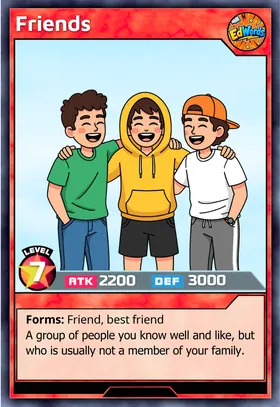 Friends
EdWords
LEVEL
7
ATK 2200 DEF 3000
Forms: Friend, best friend
A group of people you know well and like, but
who is usually not a member of your family.